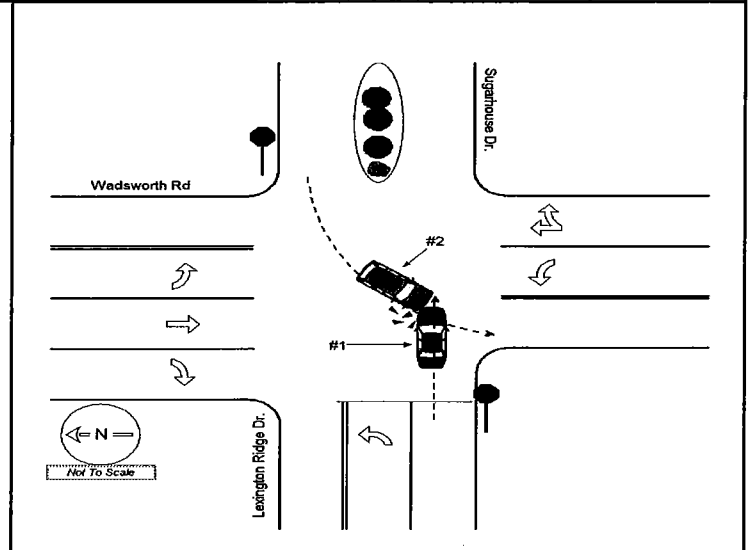 Sugarhouse Dr.
Wadsworth Rd
#2
#1
N
Not To Scale
Lexington Ridge Dr.